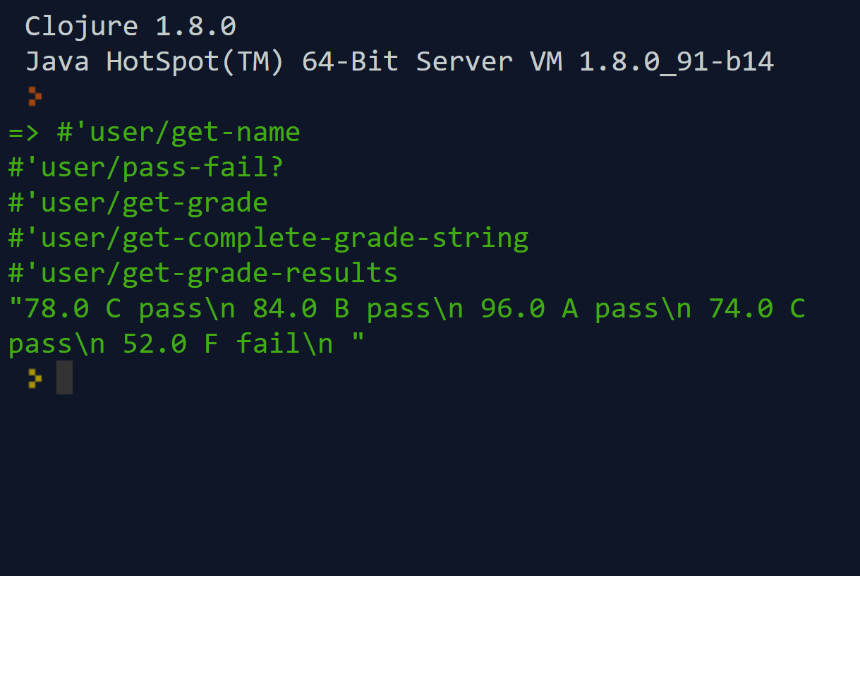 Clojure 1.8.0
Java HotSpot(TM) 64-Bit Server VM 1.8.0_91-b14
>
=> #'user/get-name
#'user/pass-fail?
#'user/get-grade
#'user/get-complete-grade-string
#'user/get-grade-results
"78.0 C pass\n 84.0 B pass\n 96.0 A pass\n 74.0 C
pass\n 52.0 F fail\n "
>